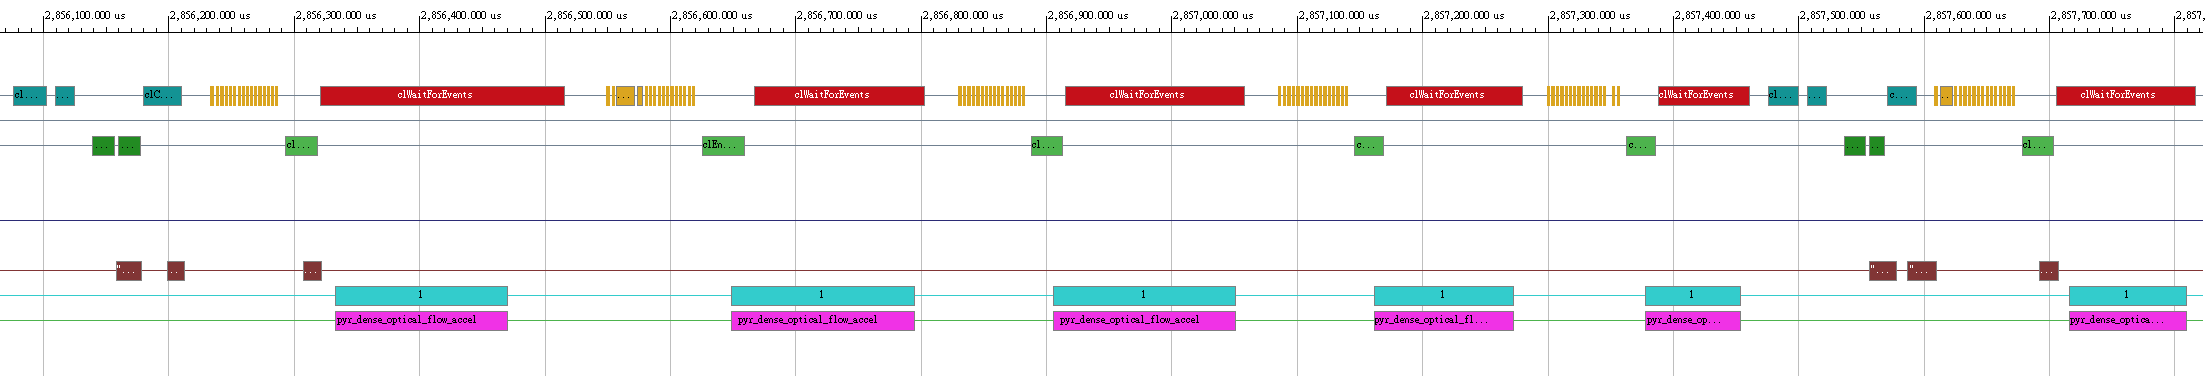 2,856,100.000 us 2,856,200.000 us 2,856,300.000 us 2,856,400.000 us 2,856,500.000 us 2,856,600.000 us 2,856,700.000 us 2,856,800.000 us 2,856,900.000 us 2,857,000.000 us 2,857,100.000 us 2,857,200.000 us 2,857,300.000 us 2,857,400.000 us 2,857,500.000 us 2,857,600.000 us 2,857,700.000 us 2,857,
cl... ... clC... clWaitForEvents ... clWaitForEvents clWaitForEvents clWaitForEvents clWaitForEvents cl... ... c... .. clWaitForEvents
... ... cl... clEn... cl... c... c... ... .. cl...
"... .. ... "... "... ...
1 1 1 1 1 1
pyr_dense_optical_flow_accel pyr_dense_optical_flow_accel pyr_dense_optical_flow_accel pyr_dense_optical_fl... pyr_dense_op... pyr_dense_optica...